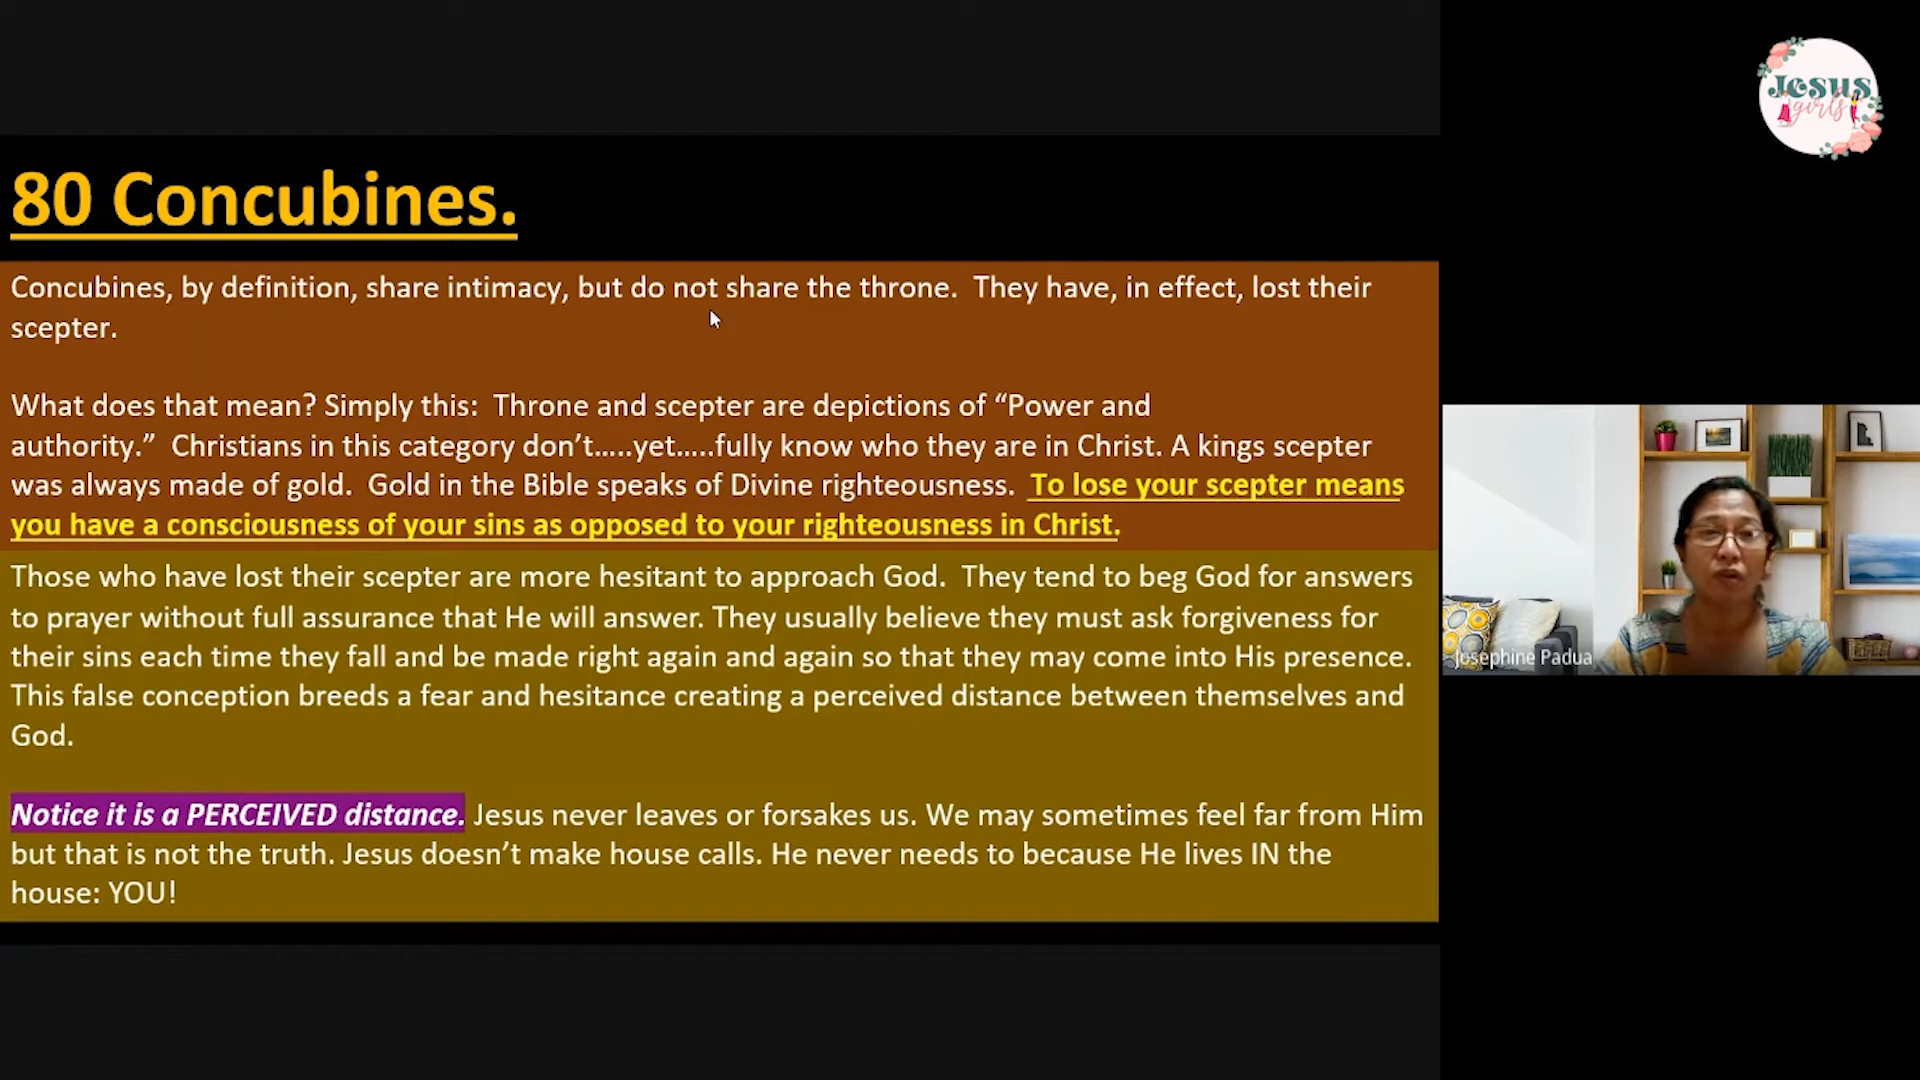 Jesus
girls
80 Concubines.
Concubines, by definition, share intimacy, but do not share the throne.  They have, in effect, lost their
scepter.
What does that mean? Simply this:  Throne and scepter are depictions of “Power and
authority.”  Christians in this category don’t.....yet.....fully know who they are in Christ. A kings scepter
was always made of gold.  Gold in the Bible speaks of Divine righteousness.  To lose your scepter means
you have a consciousness of your sins as opposed to your righteousness in Christ.
Those who have lost their scepter are more hesitant to approach God.  They tend to beg God for answers
to prayer without full assurance that He will answer. They usually believe they must ask forgiveness for
their sins each time they fall and be made right again and again so that they may come into His presence.
This false conception breeds a fear and hesitance creating a perceived distance between themselves and
God.
Notice it is a PERCEIVED distance. Jesus never leaves or forsakes us. We may sometimes feel far from Him
but that is not the truth. Jesus doesn’t make house calls. He never needs to because He lives IN the
house: YOU!
Josephine Padua